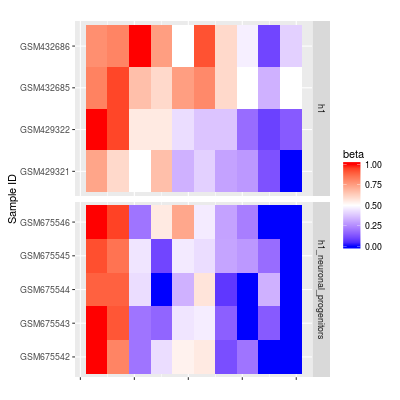 Sample ID
GSM432686
GSM432685
GSM429322
GSM429321
h1
GSM675546
GSM675545
GSM675544
GSM675543
GSM675542
h1_neuronal_progenitors
beta
1.00
0.75
0.50
0.25
0.00